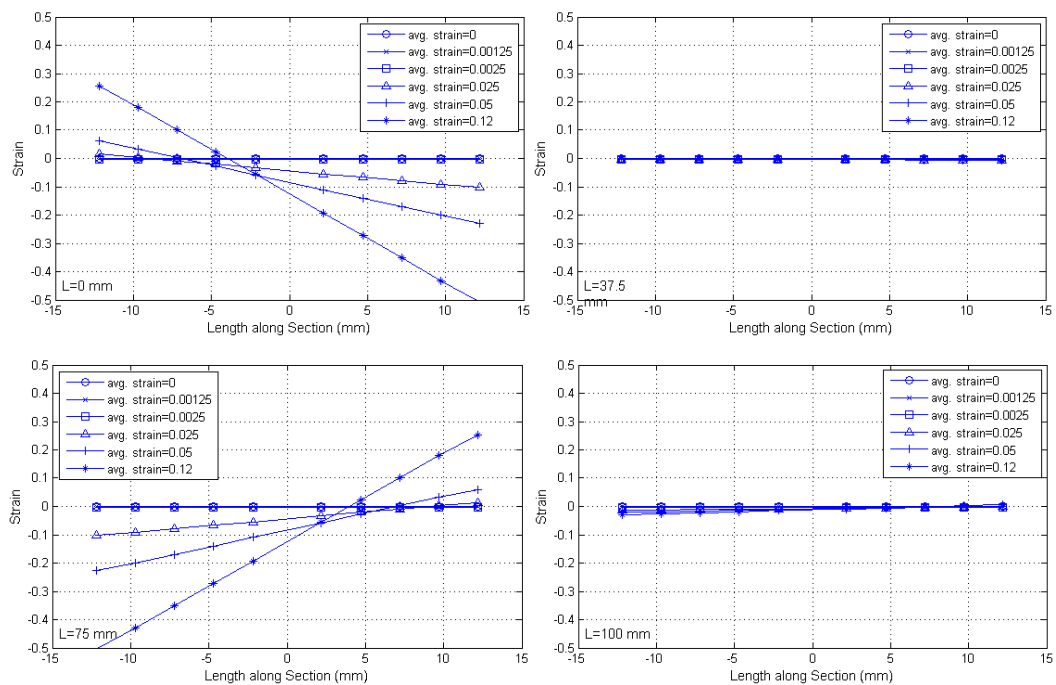 0.5
0.4
0.3
0.2
0.1
0
-0.1
-0.2
-0.3
-0.4
-0.5
Strain
avg. strain=0
avg. strain=0.00125
avg. strain=0.0025
avg. strain=0.025
avg. strain=0.05
avg. strain=0.12
L=0 mm
-15 -10 -5 0 5 10 15
Length along Section (mm)
0.5
0.4
0.3
0.2
0.1
0
-0.1
-0.2
-0.3
-0.4
-0.5
Strain
avg. strain=0
avg. strain=0.00125
avg. strain=0.0025
avg. strain=0.025
avg. strain=0.05
avg. strain=0.12
L=37.5
mm
-15 -10 -5 0 5 10 15
Length along Section (mm)
0.5
0.4
0.3
0.2
0.1
0
-0.1
-0.2
-0.3
-0.4
-0.5
Strain
avg. strain=0
avg. strain=0.00125
avg. strain=0.0025
avg. strain=0.025
avg. strain=0.05
avg. strain=0.12
L=75 mm
-15 -10 -5 0 5 10 15
Length along Section (mm)
0.5
0.4
0.3
0.2
0.1
0
-0.1
-0.2
-0.3
-0.4
-0.5
Strain
avg. strain=0
avg. strain=0.00125
avg. strain=0.0025
avg. strain=0.025
avg. strain=0.05
avg. strain=0.12
L=100 mm
-15 -10 -5 0 5 10 15
Length along Section (mm)